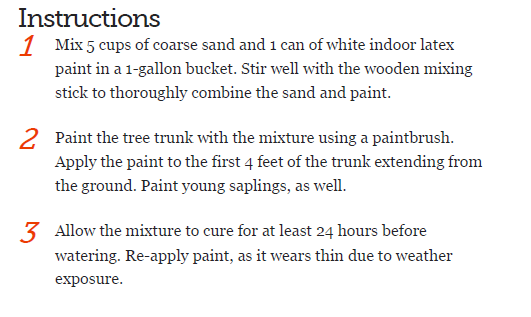 Instructions
1 Mix 5 cups of coarse sand and 1 can of white indoor latex
paint in a 1-gallon bucket. Stir well with the wooden mixing
stick to thoroughly combine the sand and paint.
2 Paint the tree trunk with the mixture using a paintbrush.
Apply the paint to the first 4 feet of the trunk extending from
the ground. Paint young saplings, as well.
3 Allow the mixture to cure for at least 24 hours before
watering. Re-apply paint, as it wears thin due to weather
exposure.